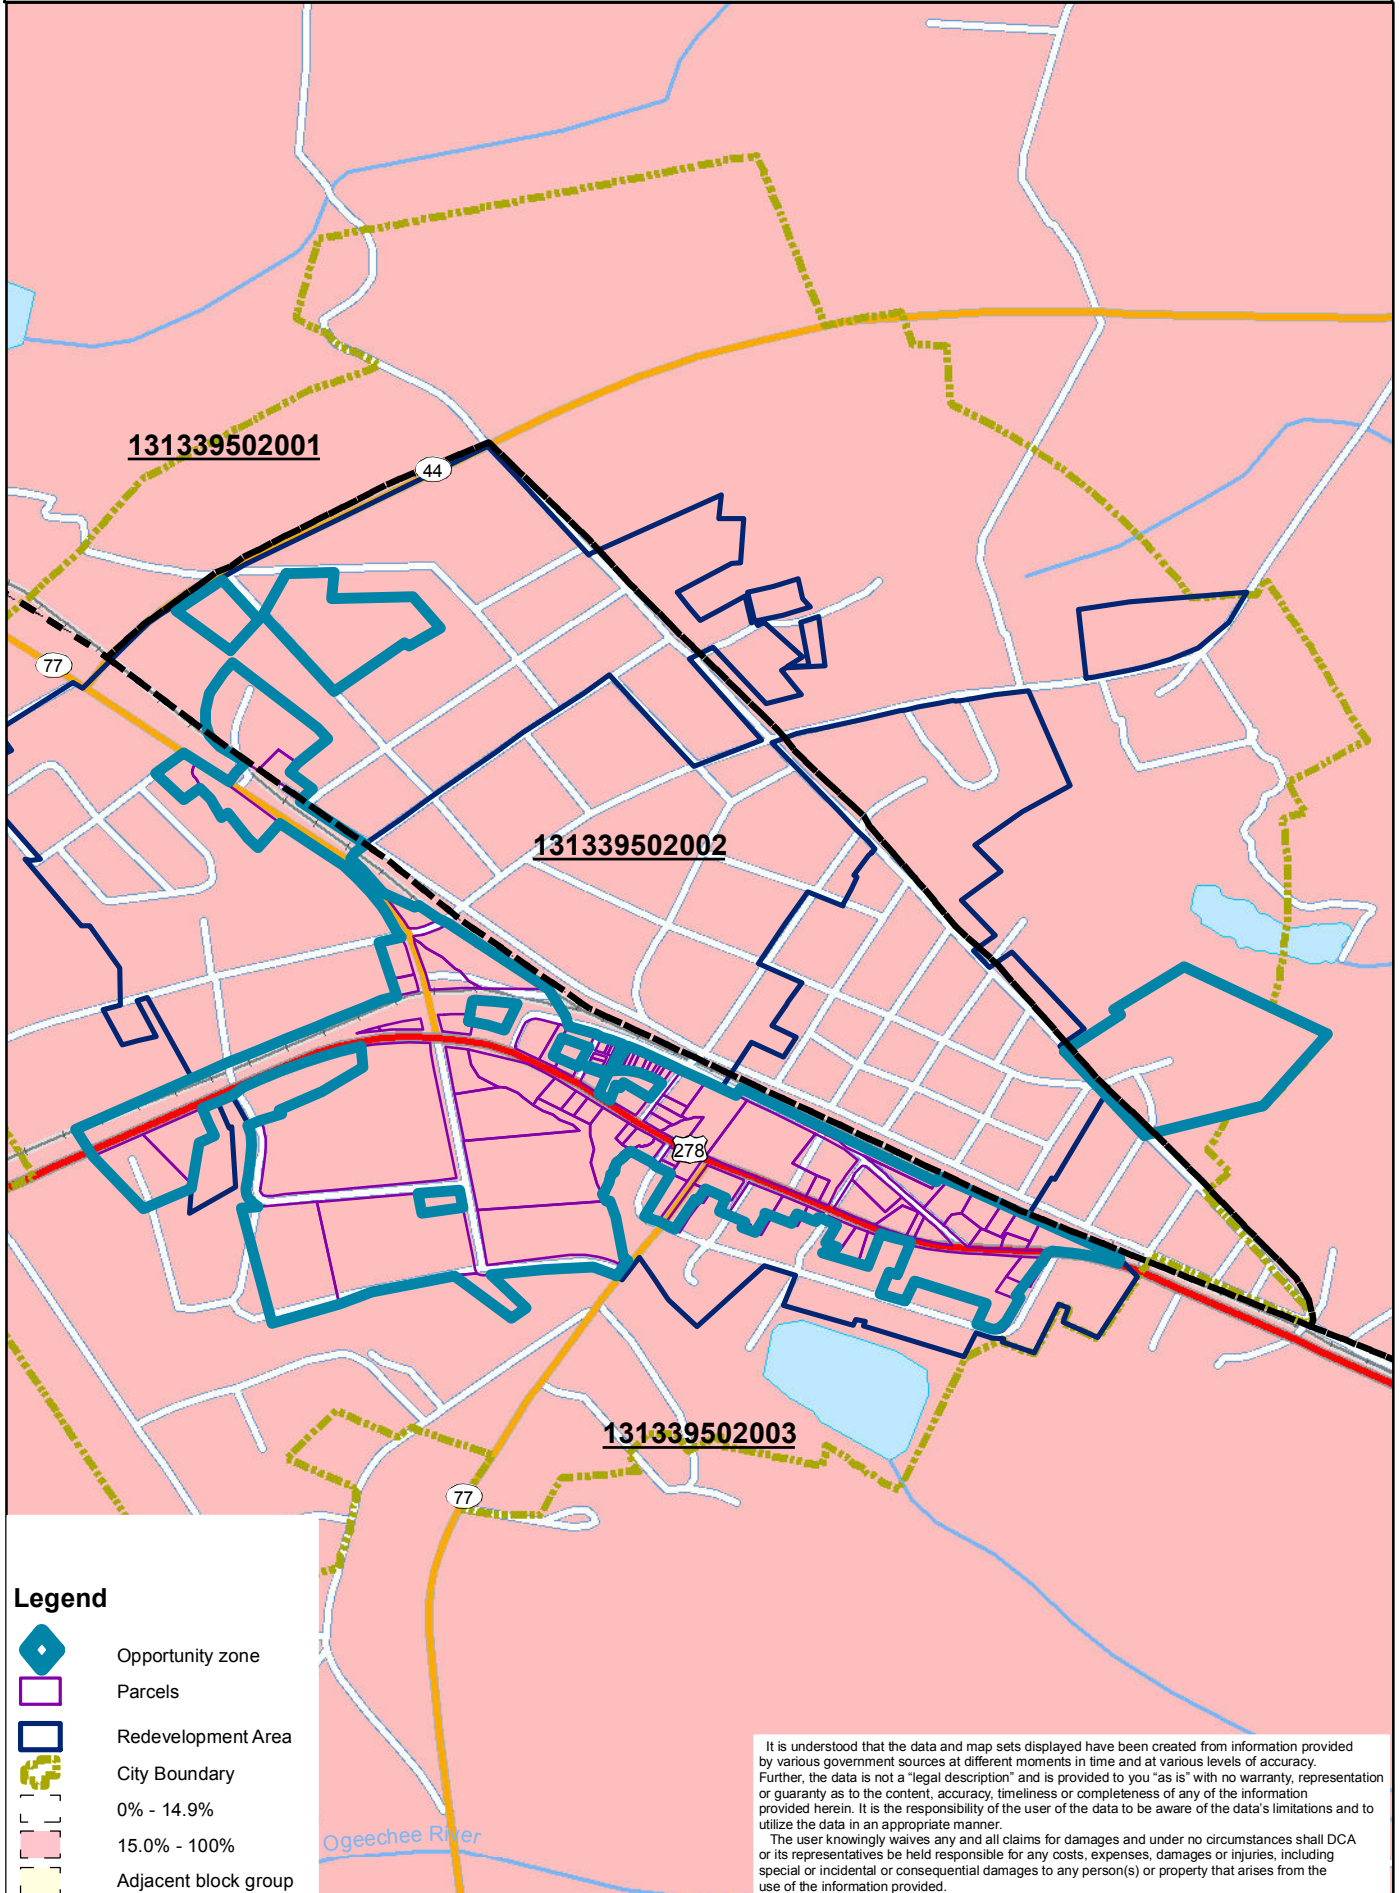 131339502001
44
77
131339502002
278
131339502003
77
Legend
Opportunity zone
Parcels
Redevelopment Area
City Boundary
0% - 14.9%
15.0% - 100%
Adjacent block group
Ogeechee River
It is understood that the data and map sets displayed have been created from information provided
by various government sources at different moments in time and at various levels of accuracy.
Further, the data is not a “legal description” and is provided to you “as is” with no warranty, representation
or guaranty as to the content, accuracy, timeliness or completeness of any of the information
provided herein. It is the responsibility of the user of the data to be aware of the data's limitations and to
utilize the data in an appropriate manner.
The user knowingly waives any and all claims for damages and under no circumstances shall DCA
or its representatives be held responsible for any costs, expenses, damages or injuries, including
special or incidental or consequential damages to any person(s) or property that arises from the
use of the information provided.